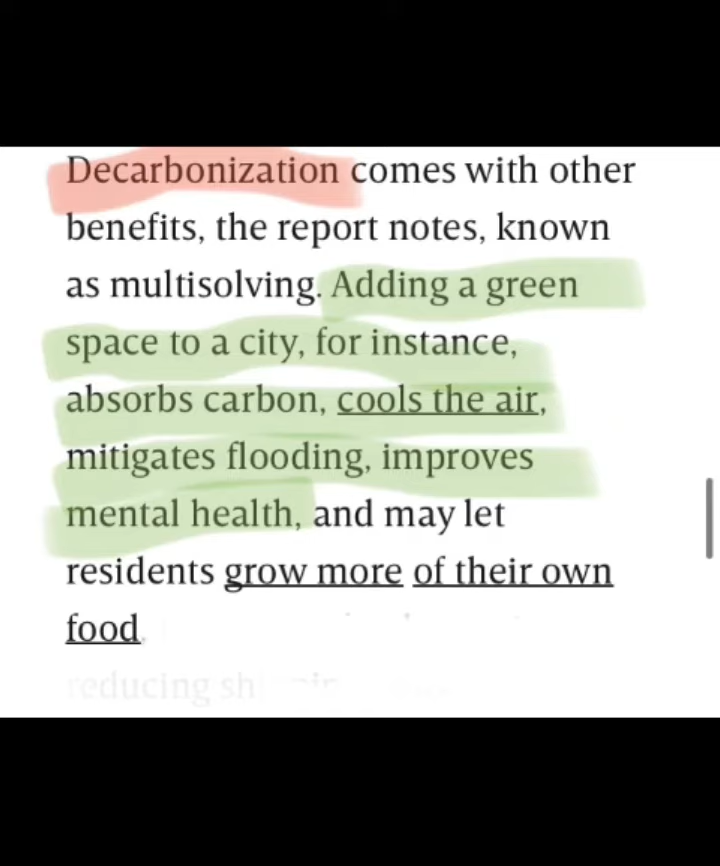 Decarbonization comes with other
benefits, the report notes, known
as multisolving. Adding a green
space to a city, for instance,
absorbs carbon, cools the air,
mitigates flooding, improves
mental health, and may let
residents grow more of their own
food
reducing